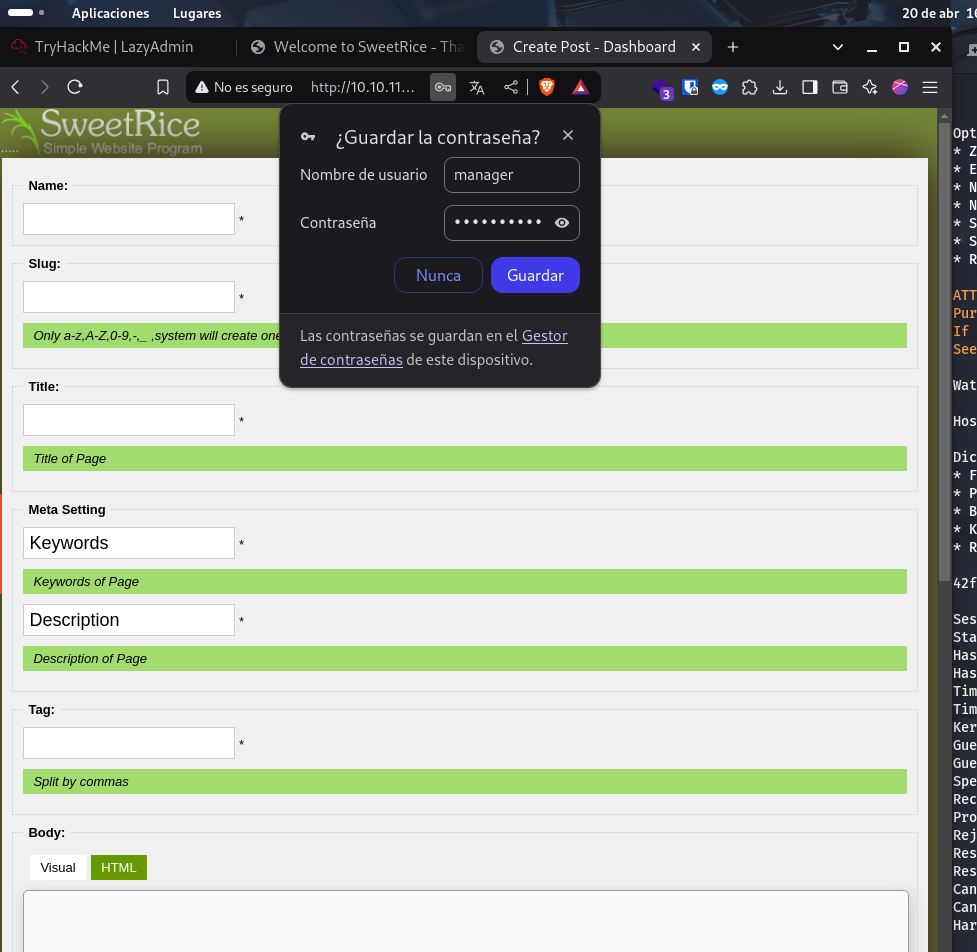 Aplicaciones Lugares 20 de abr 16
TryHackMe | LazyAdmin Welcome to SweetRice - Tha Create Post - Dashboard
No es seguro http://10.10.11... 3
SweetRice
Simple Website Program
.....
¿Guardar la contraseña?
Nombre de usuario manager
Contraseña ••••••••••
Nunca Guardar
Las contraseñas se guardan en el Gestor
de contraseñas de este dispositivo.
Name:
*
Slug:
*
Only a-z,A-Z,0-9,-,_ ,system will create one
Title:
*
Title of Page
Meta Setting
Keywords *
Keywords of Page
Description *
Description of Page
Tag:
*
Split by commas
Body:
Visual HTML
Opt
* Z
* E
* N
* N
* S
* S
* R
ATT
Pur
If
See
Wat
Hos
Dic
* F
* P
* B
* K
* R
42f
Ses
Sta
Has
Has
Tim
Tim
Ker
Gue
Gue
Spe
Rec
Pro
Rej
Res
Res
Can
Can
Har